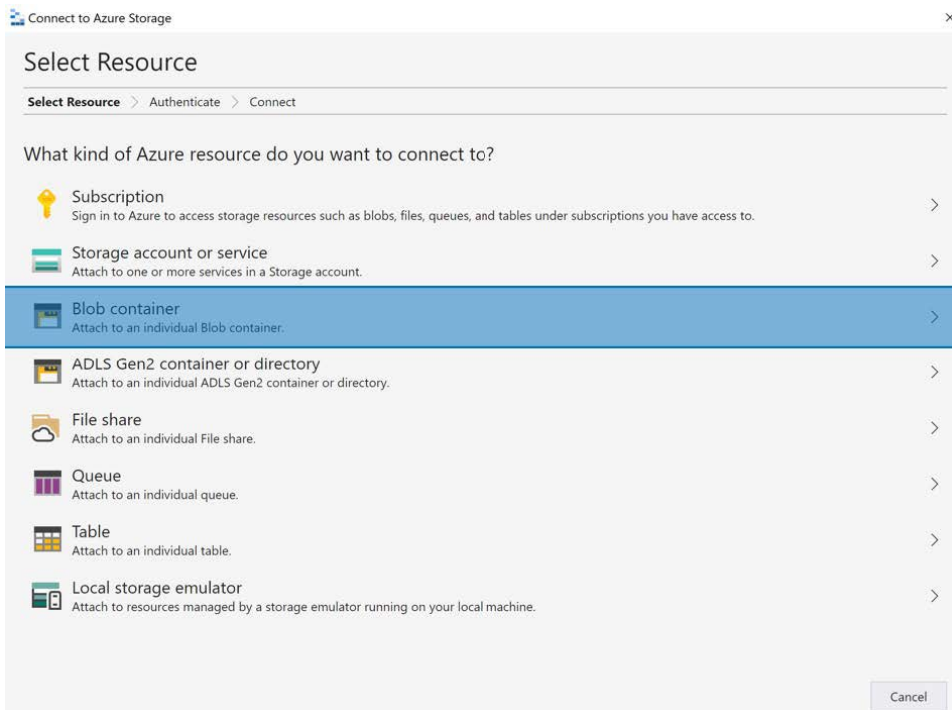 Connect to Azure Storage
Select Resource
Select Resource > Authenticate > Connect
What kind of Azure resource do you want to connect to?
Subscription
Sign in to Azure to access storage resources such as blobs, files, queues, and tables under subscriptions you have access to.
Storage account or service
Attach to one or more services in a Storage account.
Blob container
Attach to an individual Blob container.
ADLS Gen2 container or directory
Attach to an individual ADLS Gen2 container or directory.
File share
Attach to an individual File share.
Queue
Attach to an individual queue.
Table
Attach to an individual table.
Local storage emulator
Attach to resources managed by a storage emulator running on your local machine.
Cancel